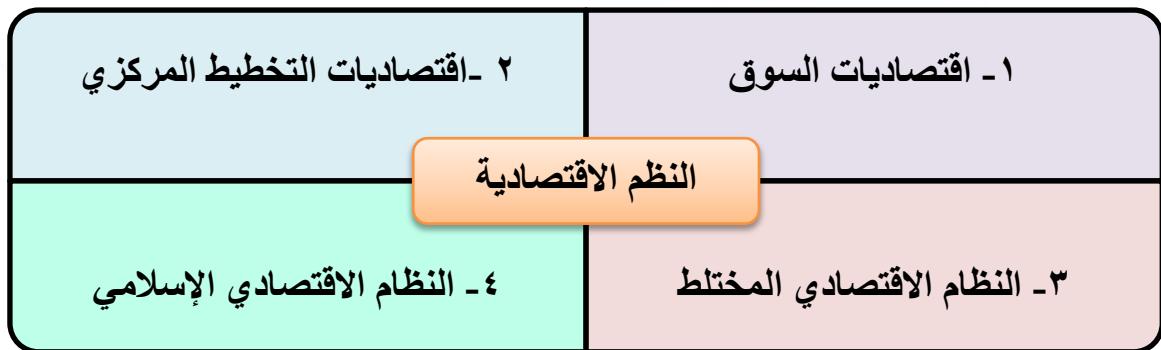 ١- اقتصاديات السوق
٢ -اقتصاديات التخطيط المركزي
النظم الاقتصادية
٣- النظام الاقتصادي المختلط
٤- النظام الاقتصادي الإسلامي